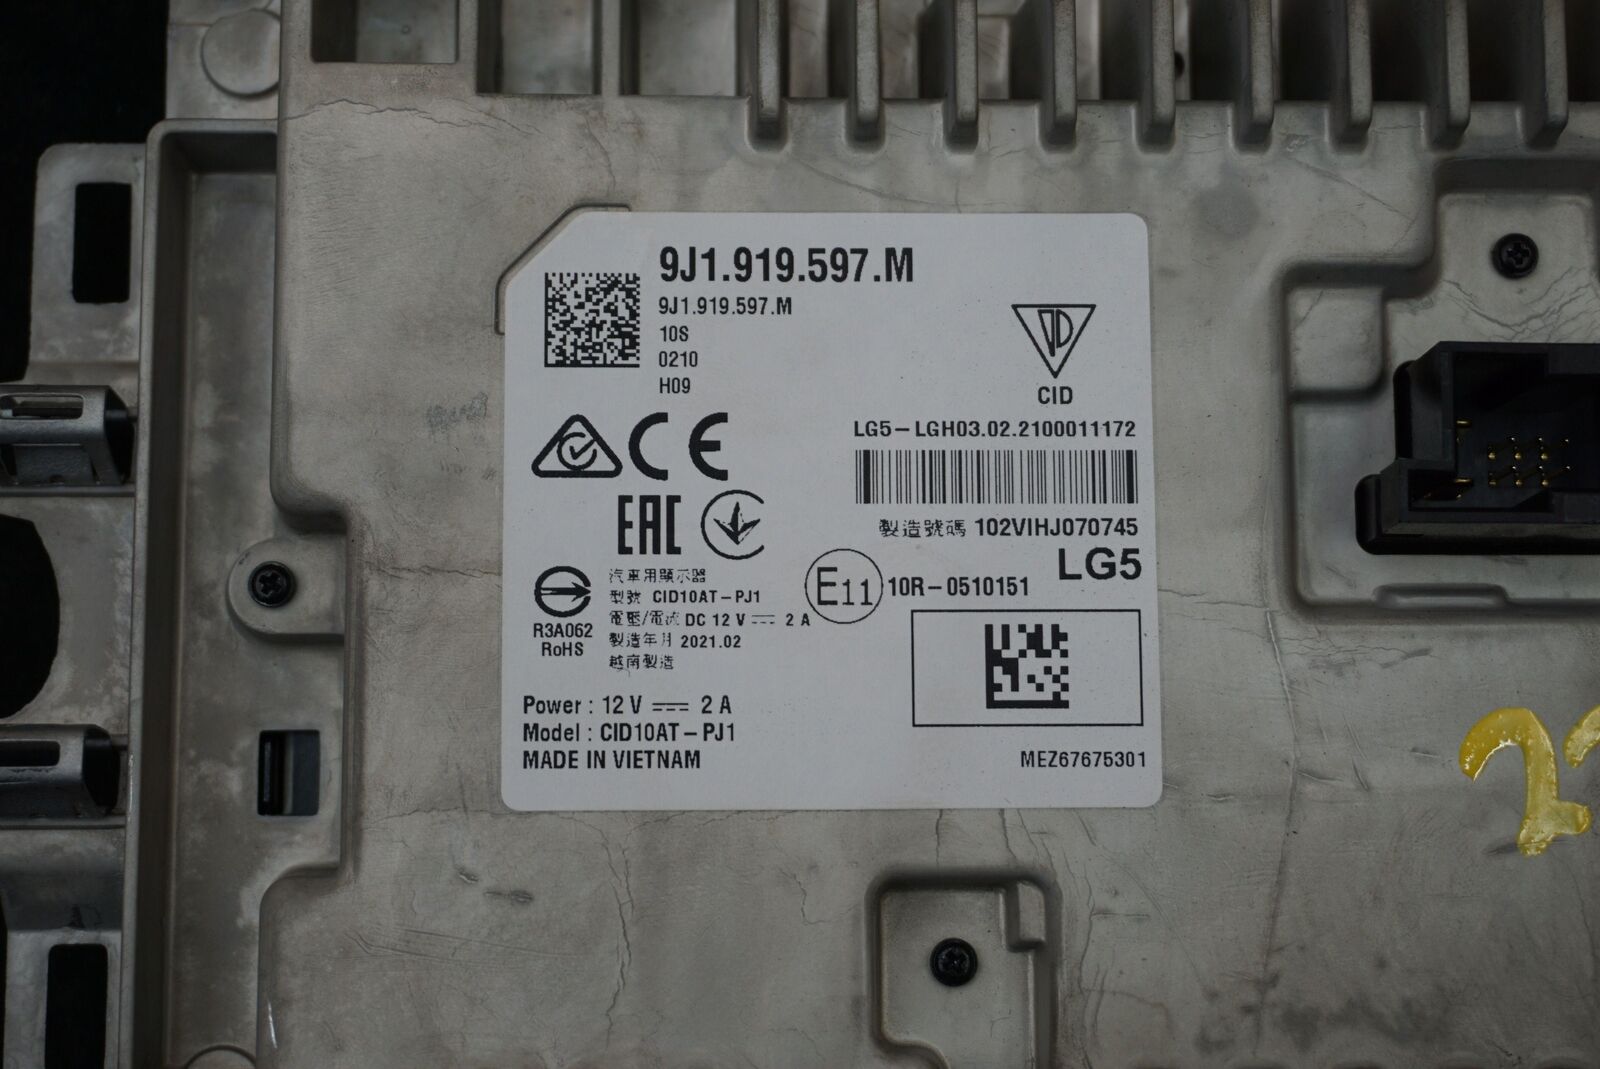 9J1.919.597.M
9J1.919.597.M
10S
0210
H09
CID
LG5-LGH03.02.2100011172
製造號碼 102VIHJ070745
LG5
CE
EAC
E11 10R-0510151
R3A062
RoHS
汽車用顯示器
型號 CID10AT-PJ1
電壓/電流 DC 12 V ⎓ 2 A
製造年月 2021.02
越南製造
Power : 12 V ⎓ 2 A
Model : CID10AT-PJ1
MADE IN VIETNAM
MEZ67675301